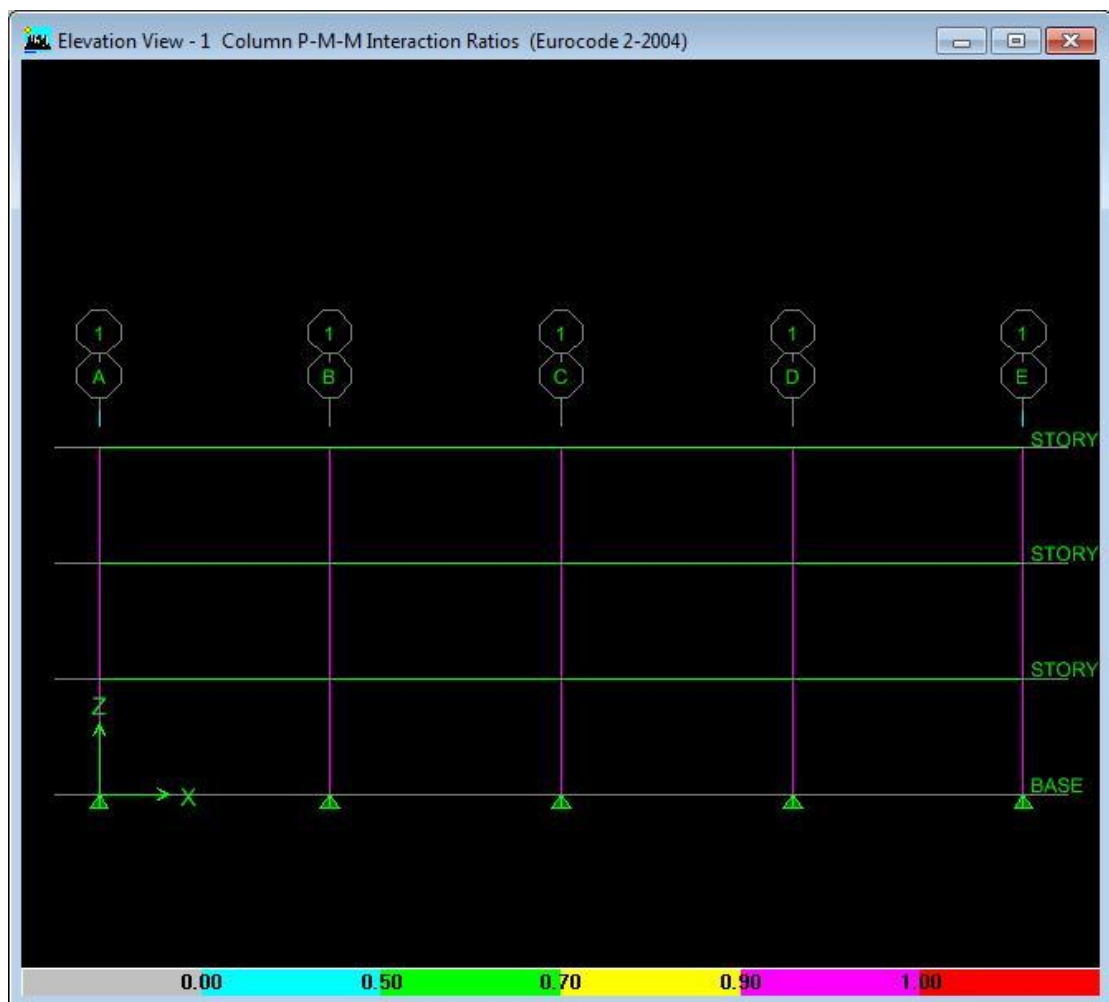 Elevation View - 1 Column P-M-M Interaction Ratios (Eurocode 2-2004)
1 1 1 1 1
A B C D E
STORY
STORY
STORY
Z
X
BASE
0.00 0.50 0.70 0.90 1.00